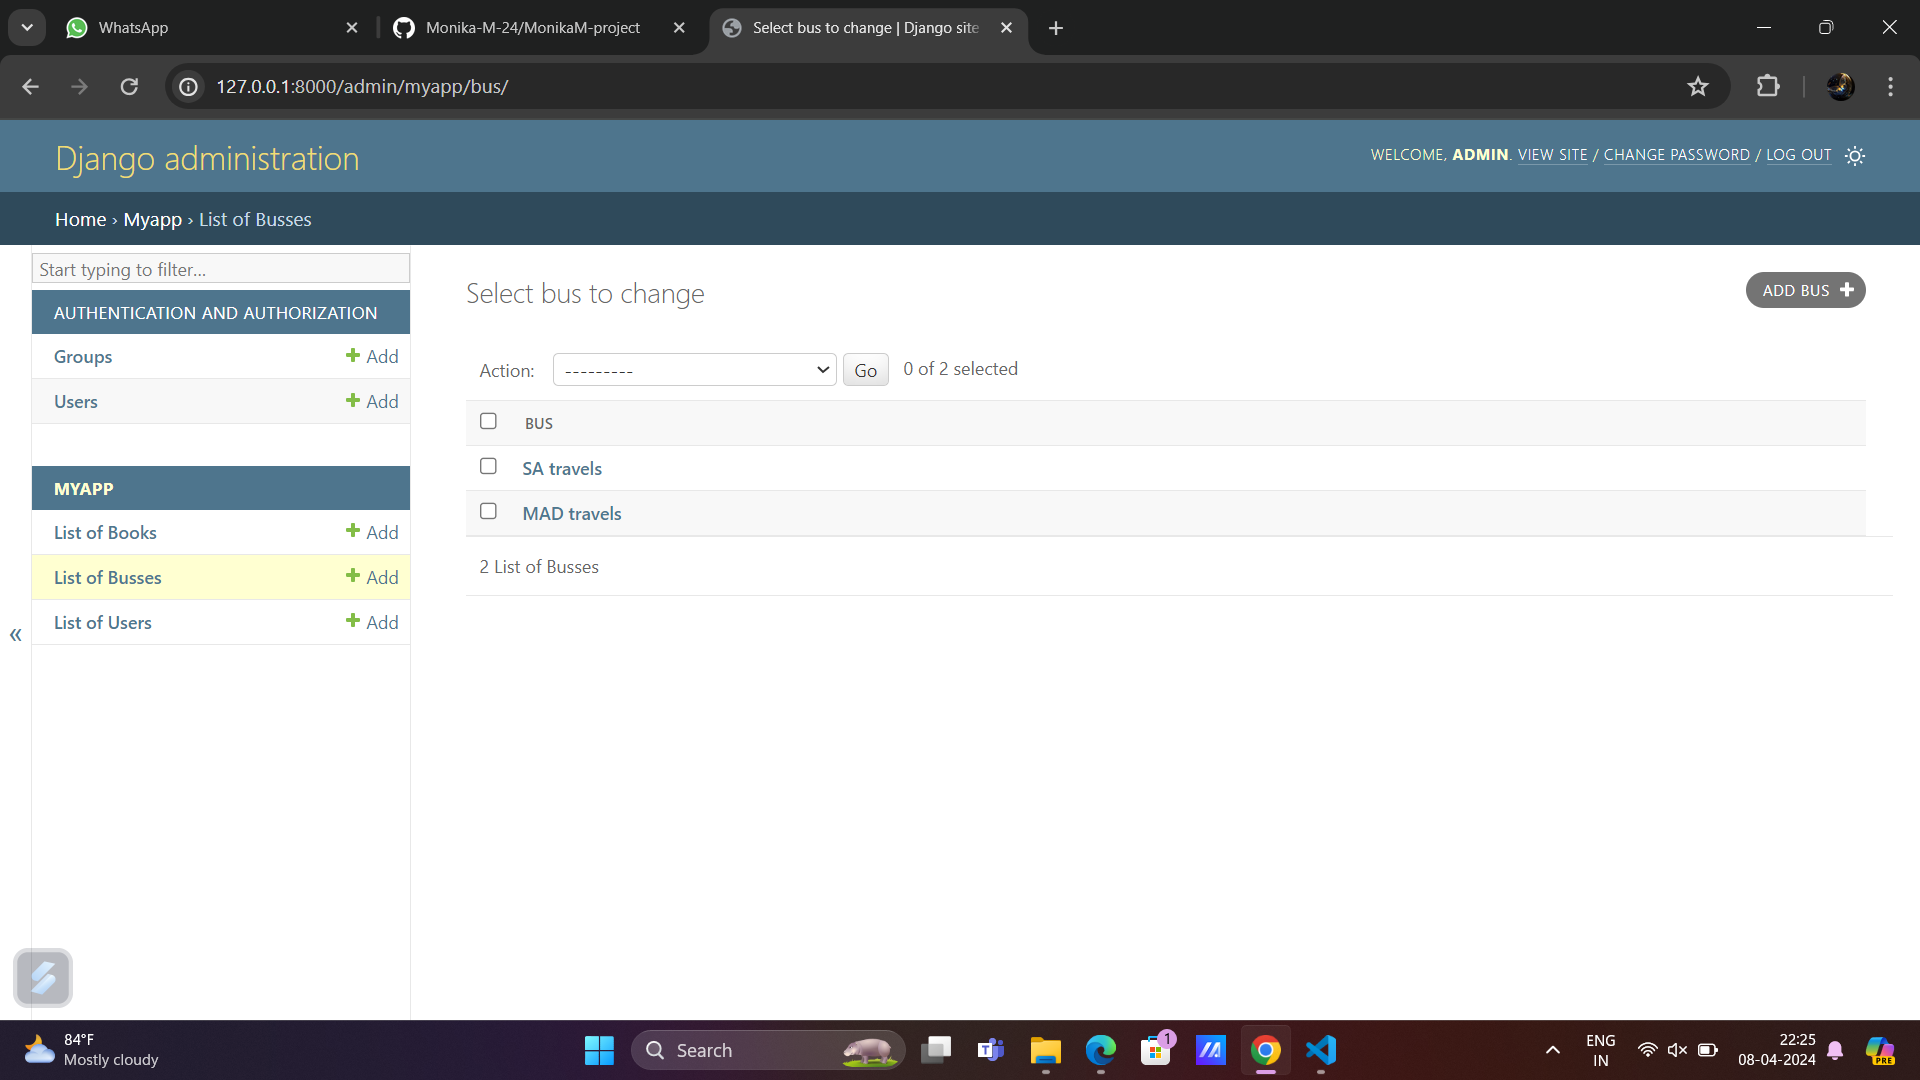 WhatsApp
Monika-M-24/MonikaM-project
Select bus to change | Django site
127.0.0.1:8000/admin/myapp/bus/
Django administration
WELCOME, ADMIN. VIEW SITE / CHANGE PASSWORD / LOG OUT
Home › Myapp › List of Busses
Start typing to filter...
AUTHENTICATION AND AUTHORIZATION
Groups + Add
Users + Add
MYAPP
List of Books + Add
List of Busses + Add
List of Users + Add
«
Select bus to change
ADD BUS +
Action: --------- Go 0 of 2 selected
BUS
SA travels
MAD travels
2 List of Busses
84°F
Mostly cloudy
Search
1
ENG
IN
22:25
08-04-2024
PRE